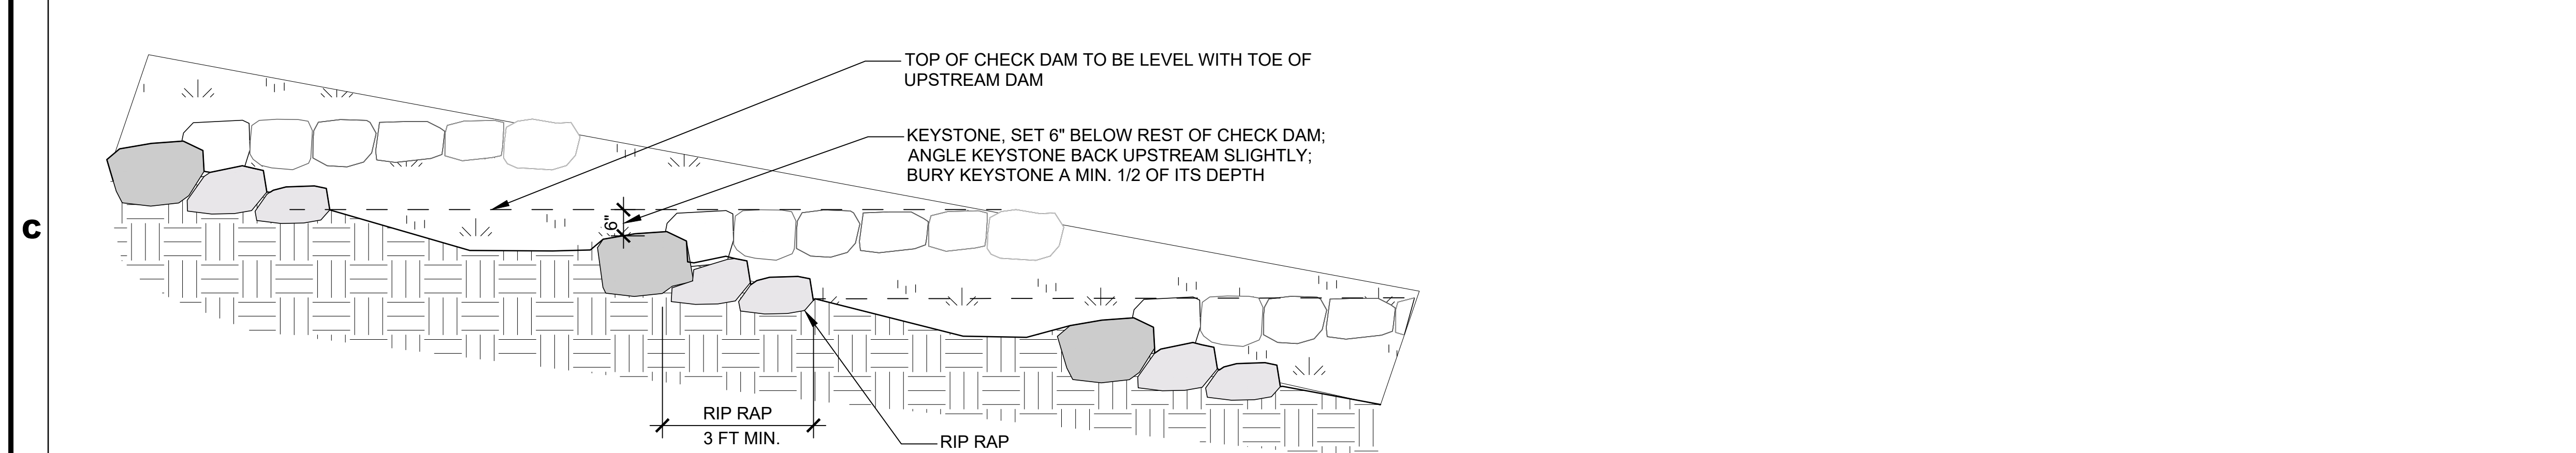 TOP OF CHECK DAM TO BE LEVEL WITH TOE OF
UPSTREAM DAM
KEYSTONE, SET 6" BELOW REST OF CHECK DAM;
ANGLE KEYSTONE BACK UPSTREAM SLIGHTLY;
BURY KEYSTONE A MIN. 1/2 OF ITS DEPTH
C
6"
RIP RAP
3 FT MIN.
RIP RAP